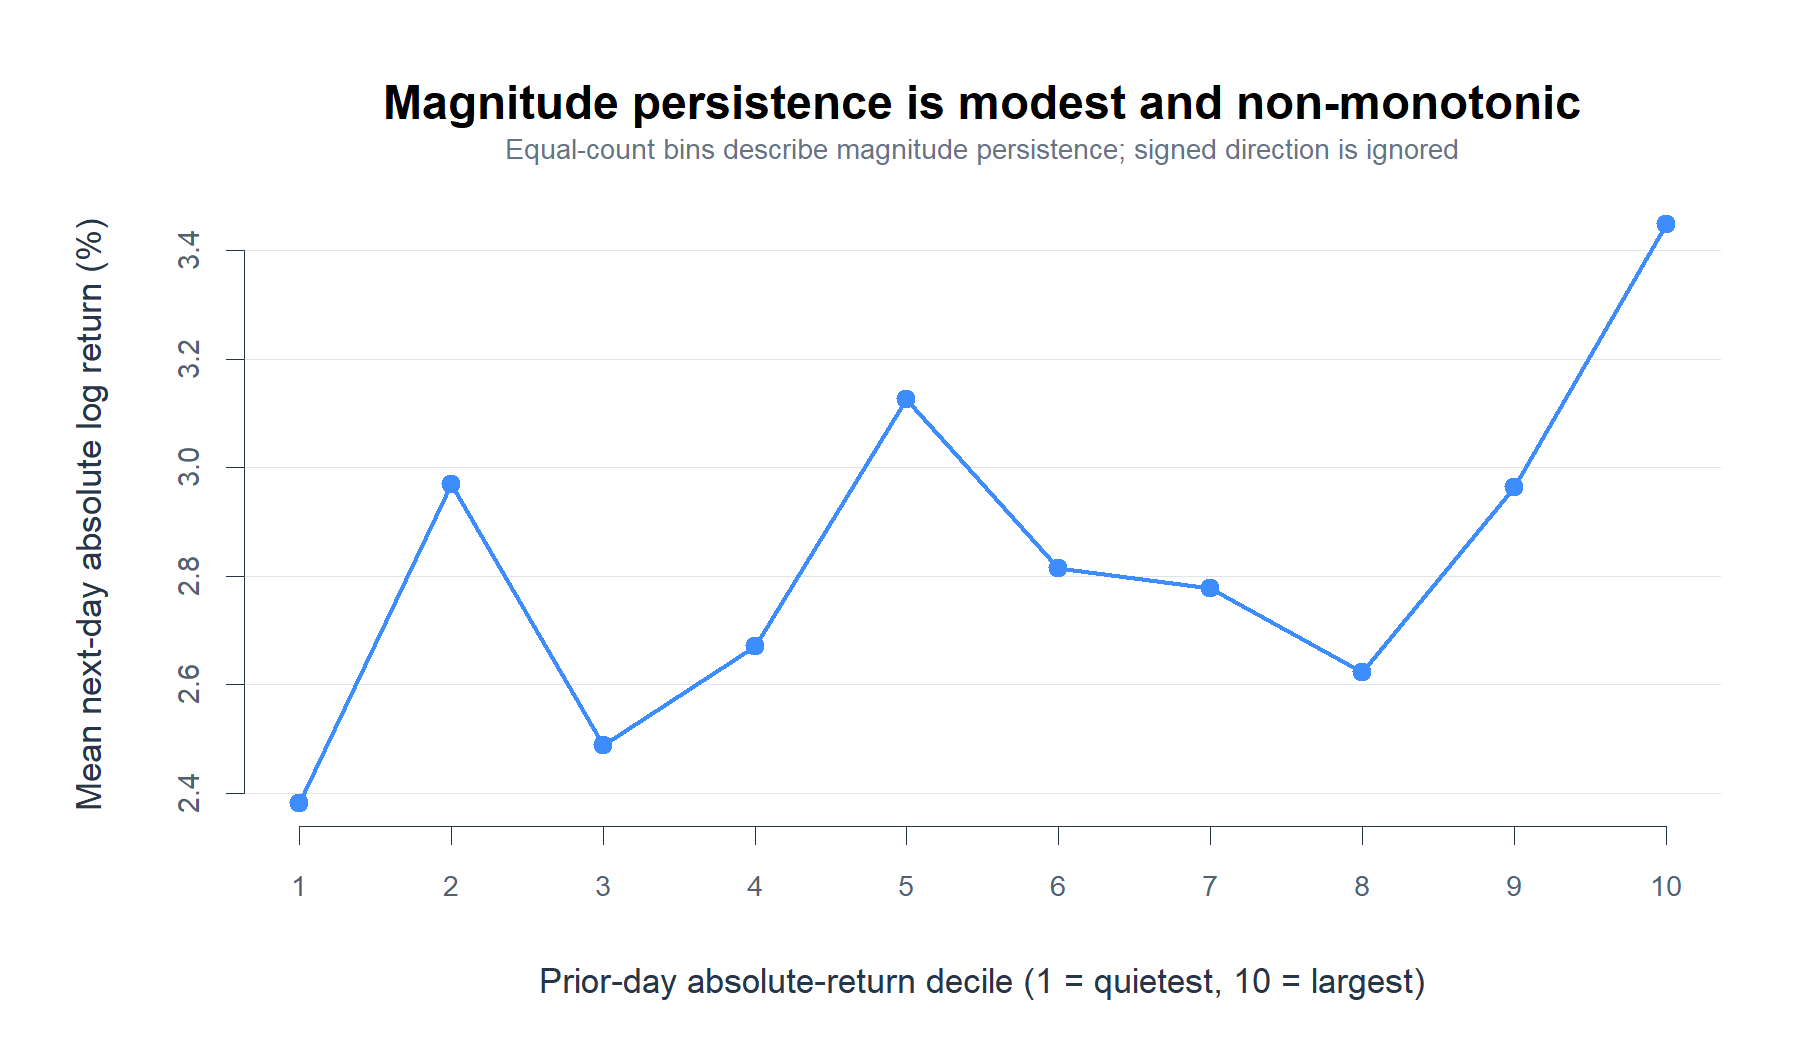 Magnitude persistence is modest and non-monotonic
Equal-count bins describe magnitude persistence; signed direction is ignored
Mean next-day absolute log return (%)
3.4
3.2
3.0
2.8
2.6
2.4
1 2 3 4 5 6 7 8 9 10
Prior-day absolute-return decile (1 = quietest, 10 = largest)